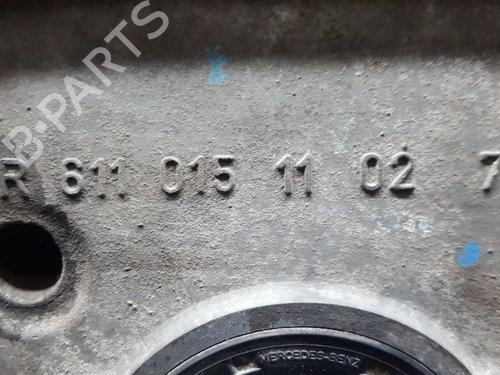 B-PARTS
R 611 015 11 02 7
MERCEDES-BENZ